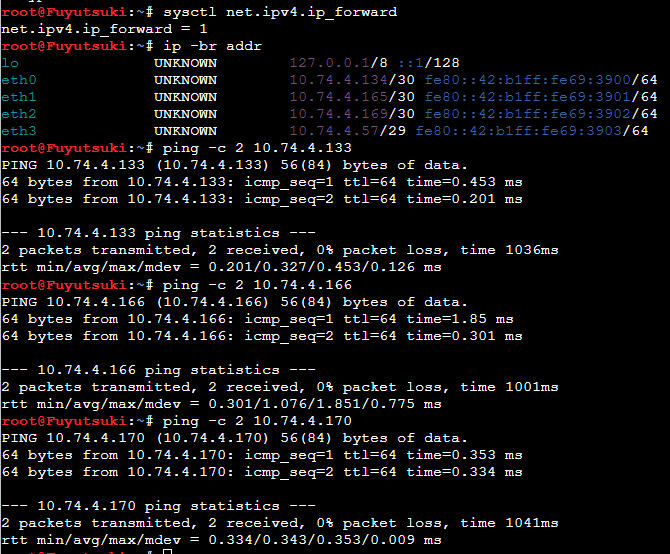 root@Fuyutsuki:~# sysctl net.ipv4.ip_forward
net.ipv4.ip_forward = 1
root@Fuyutsuki:~# ip -br addr
lo UNKNOWN 127.0.0.1/8 ::1/128
eth0 UNKNOWN 10.74.4.134/30 fe80::42:b1ff:fe69:3900/64
eth1 UNKNOWN 10.74.4.165/30 fe80::42:b1ff:fe69:3901/64
eth2 UNKNOWN 10.74.4.169/30 fe80::42:b1ff:fe69:3902/64
eth3 UNKNOWN 10.74.4.57/29 fe80::42:b1ff:fe69:3903/64
root@Fuyutsuki:~# ping -c 2 10.74.4.133
PING 10.74.4.133 (10.74.4.133) 56(84) bytes of data.
64 bytes from 10.74.4.133: icmp_seq=1 ttl=64 time=0.453 ms
64 bytes from 10.74.4.133: icmp_seq=2 ttl=64 time=0.201 ms
--- 10.74.4.133 ping statistics ---
2 packets transmitted, 2 received, 0% packet loss, time 1036ms
rtt min/avg/max/mdev = 0.201/0.327/0.453/0.126 ms
root@Fuyutsuki:~# ping -c 2 10.74.4.166
PING 10.74.4.166 (10.74.4.166) 56(84) bytes of data.
64 bytes from 10.74.4.166: icmp_seq=1 ttl=64 time=1.85 ms
64 bytes from 10.74.4.166: icmp_seq=2 ttl=64 time=0.301 ms
--- 10.74.4.166 ping statistics ---
2 packets transmitted, 2 received, 0% packet loss, time 1001ms
rtt min/avg/max/mdev = 0.301/1.076/1.851/0.775 ms
root@Fuyutsuki:~# ping -c 2 10.74.4.170
PING 10.74.4.170 (10.74.4.170) 56(84) bytes of data.
64 bytes from 10.74.4.170: icmp_seq=1 ttl=64 time=0.353 ms
64 bytes from 10.74.4.170: icmp_seq=2 ttl=64 time=0.334 ms
--- 10.74.4.170 ping statistics ---
2 packets transmitted, 2 received, 0% packet loss, time 1041ms
rtt min/avg/max/mdev = 0.334/0.343/0.353/0.009 ms